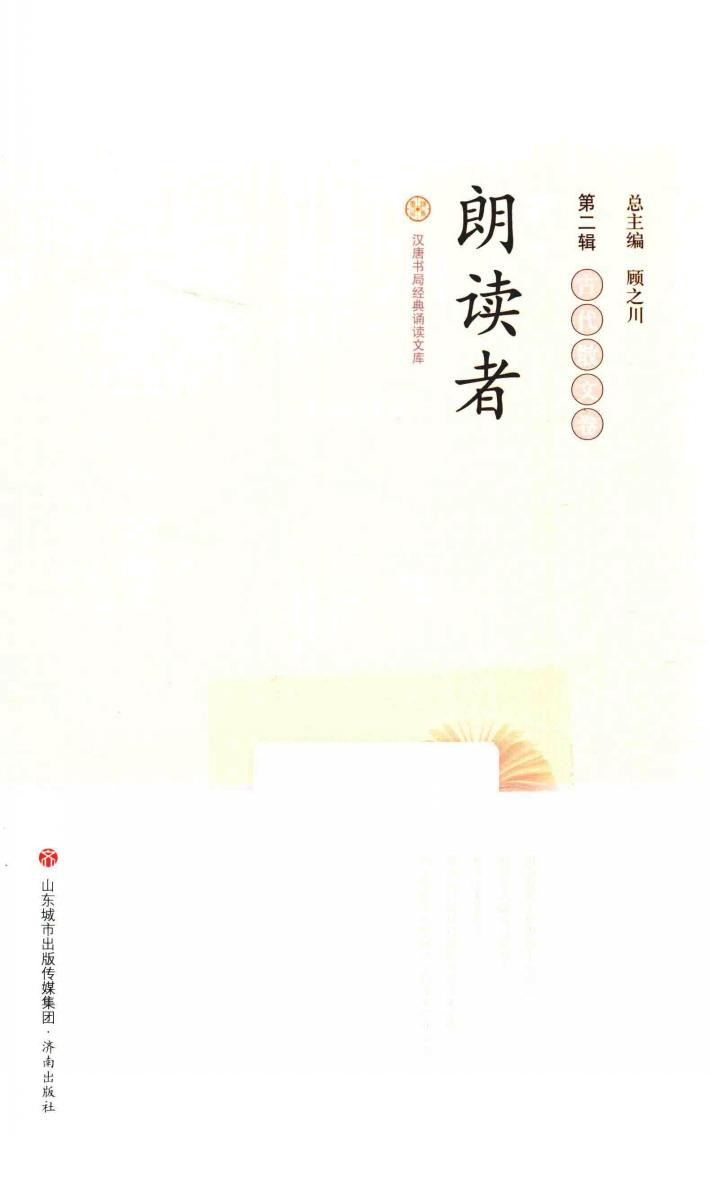 总主编 顾之川
第二辑 古代散文卷
朗读者
汉唐书局经典诵读文库
山东城市出版传媒集团·济南出版社